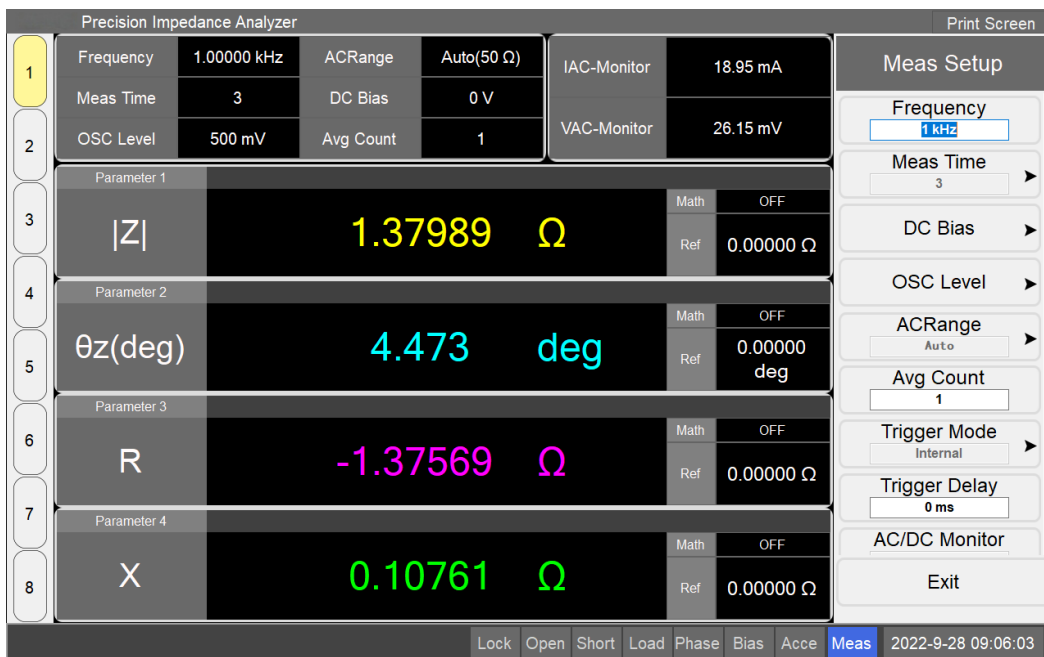 Precision Impedance Analyzer
Print Screen
1
2
3
4
5
6
7
8
Frequency 1.00000 kHz ACRange Auto(50 Ω)
Meas Time 3 DC Bias 0 V
OSC Level 500 mV Avg Count 1
IAC-Monitor 18.95 mA
VAC-Monitor 26.15 mV
Parameter 1
|Z| 1.37989 Ω
Math OFF
Ref 0.00000 Ω
Parameter 2
θz(deg) 4.473 deg
Math OFF
Ref 0.00000
deg
Parameter 3
R -1.37569 Ω
Math OFF
Ref 0.00000 Ω
Parameter 4
X 0.10761 Ω
Math OFF
Ref 0.00000 Ω
Meas Setup
Frequency
1 kHz
Meas Time
3
DC Bias
OSC Level
ACRange
Auto
Avg Count
1
Trigger Mode
Internal
Trigger Delay
0 ms
AC/DC Monitor
Exit
Lock Open Short Load Phase Bias Acce Meas 2022-9-28 09:06:03